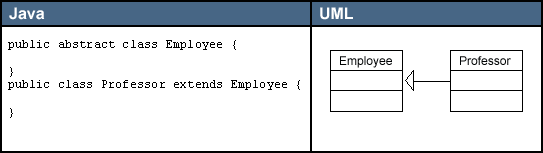 Java
UML
public abstract class Employee {
}
public class Professor extends Employee {
}
Employee
Professor